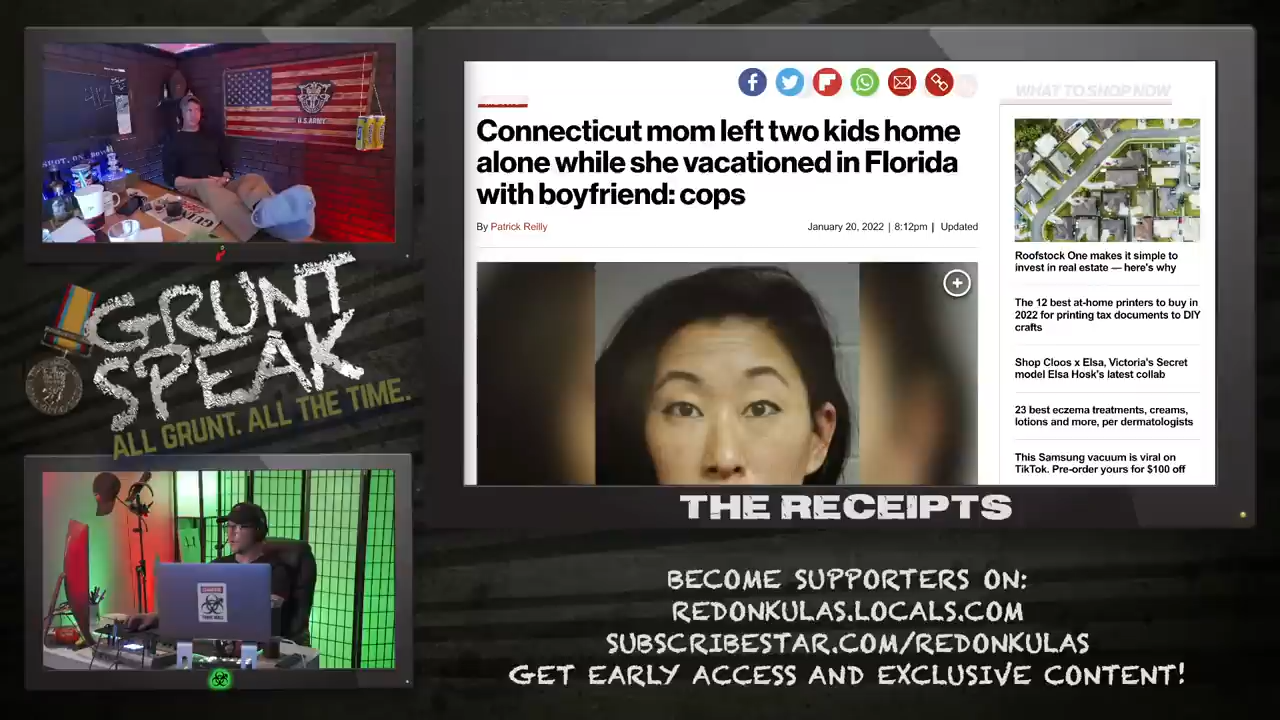 U.S. ARMY
GRUNT
SPEAK
ALL GRUNT. ALL THE TIME.
WHAT TO SHOP NOW
Connecticut mom left two kids home
alone while she vacationed in Florida
with boyfriend: cops
By Patrick Reilly
January 20, 2022 | 8:12pm | Updated
Roofstock One makes it simple to
invest in real estate — here's why
The 12 best at-home printers to buy in
2022 for printing tax documents to DIY
crafts
Shop Cloos x Elsa, Victoria's Secret
model Elsa Hosk's latest collab
23 best eczema treatments, creams,
lotions and more, per dermatologists
This Samsung vacuum is viral on
TikTok. Pre-order yours for $100 off
THE RECEIPTS
BECOME SUPPORTERS ON:
REDONKULAS.LOCALS.COM
SUBSCRIBESTAR.COM/REDONKULAS
GET EARLY ACCESS AND EXCLUSIVE CONTENT!